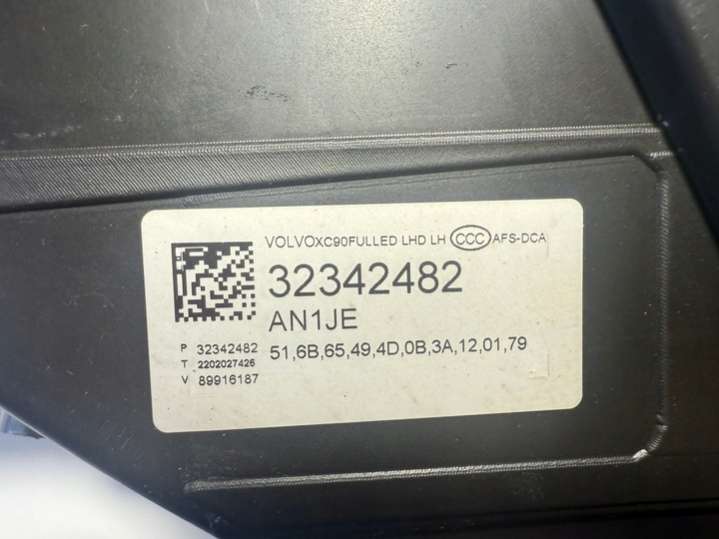 VOLVOXC90FULLED LHD LH CCC AFS-DCA
32342482
AN1JE
P 32342482
T 2202027426
V 89916187
51,6B,65,49,4D,0B,3A,12,01,79